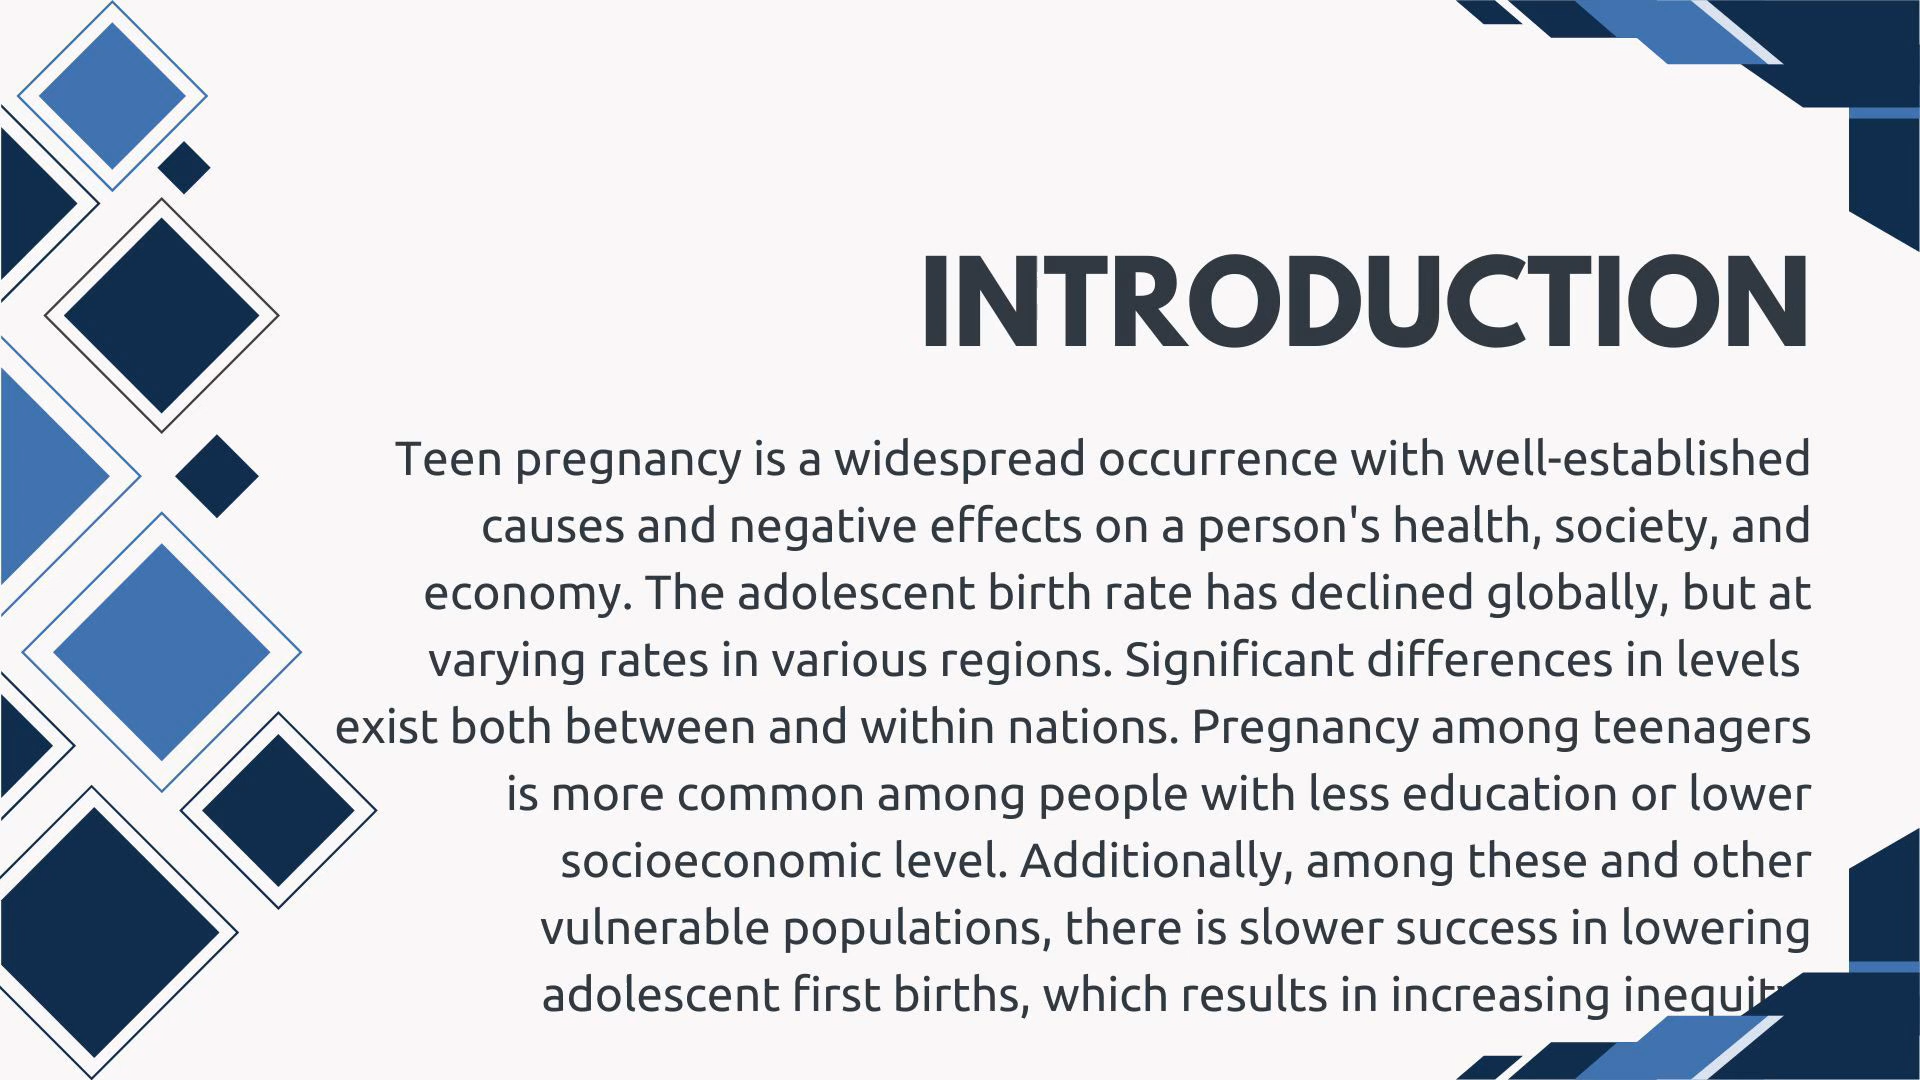 INTRODUCTION
Teen pregnancy is a widespread occurrence with well-established
causes and negative effects on a person's health, society, and
economy. The adolescent birth rate has declined globally, but at
varying rates in various regions. Significant differences in levels
exist both between and within nations. Pregnancy among teenagers
is more common among people with less education or lower
socioeconomic level. Additionally, among these and other
vulnerable populations, there is slower success in lowering
adolescent first births, which results in increasing inequity